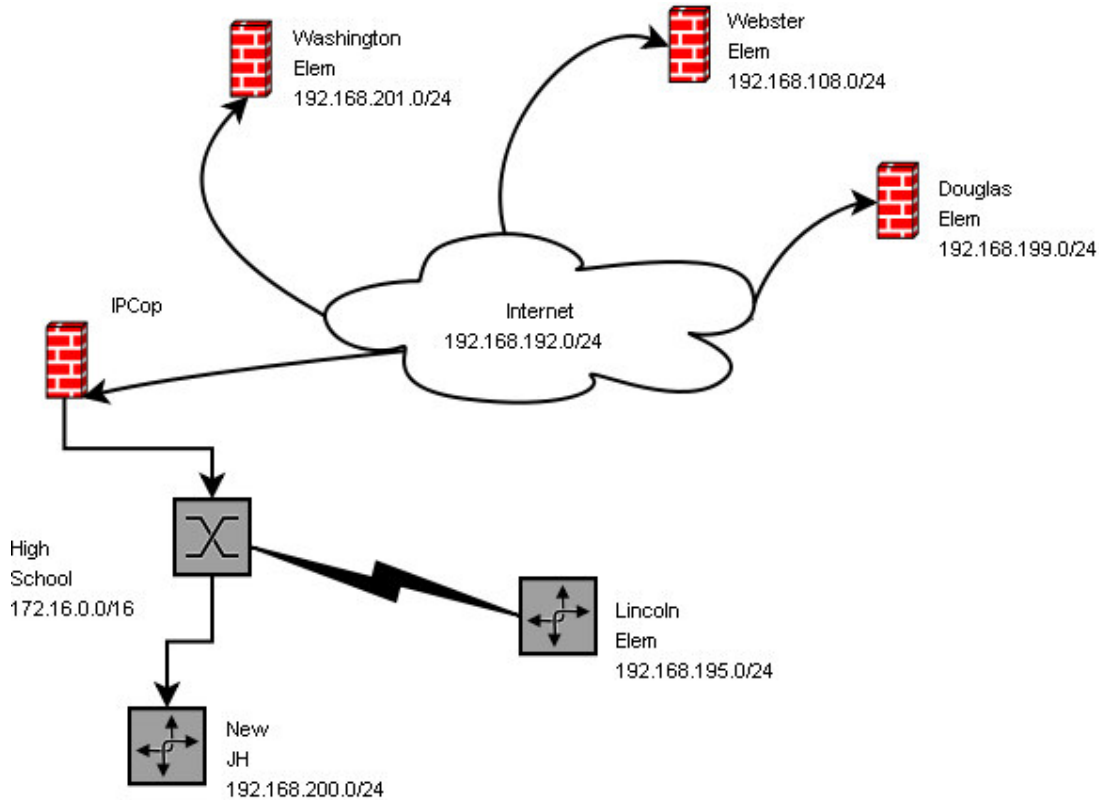 Washington
Elem
192.168.201.0/24
Webster
Elem
192.168.108.0/24
Douglas
Elem
192.168.199.0/24
Internet
192.168.192.0/24
IPCop
High
School
172.16.0.0/16
Lincoln
Elem
192.168.195.0/24
New
JH
192.168.200.0/24